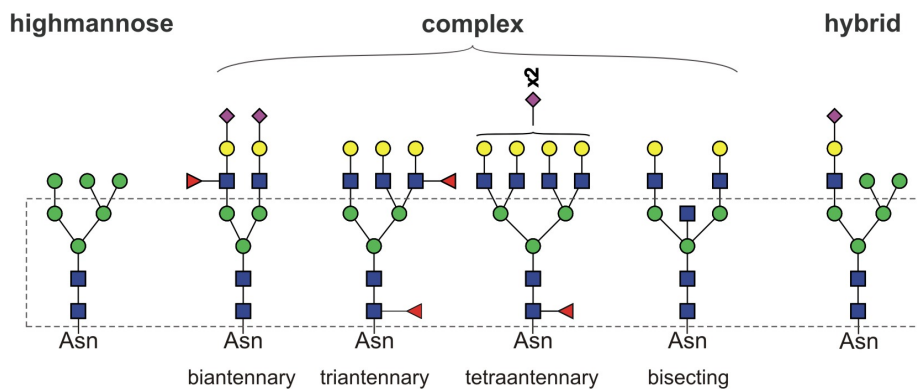 highmannose complex hybrid
x2
Asn Asn Asn Asn Asn Asn
biantennary triantennary tetraantennary bisecting